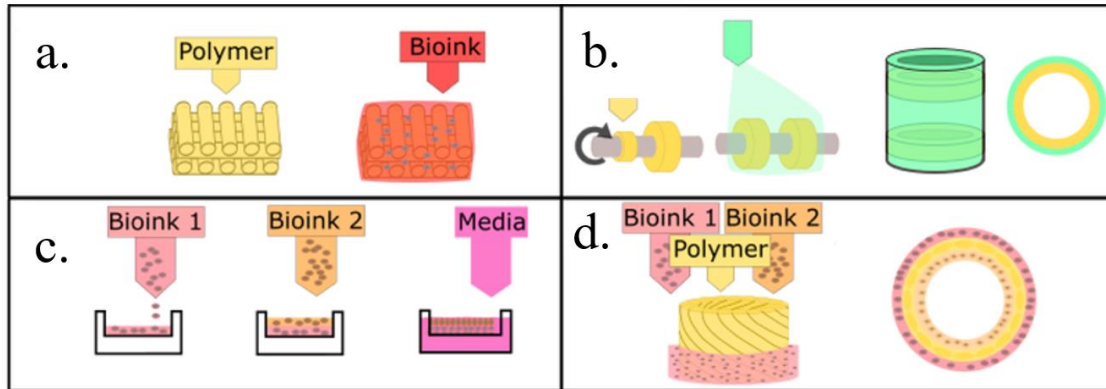 a.
Polymer
Bioink
b.
c.
Bioink 1
Bioink 2
Media
d.
Bioink 1
Bioink 2
Polymer